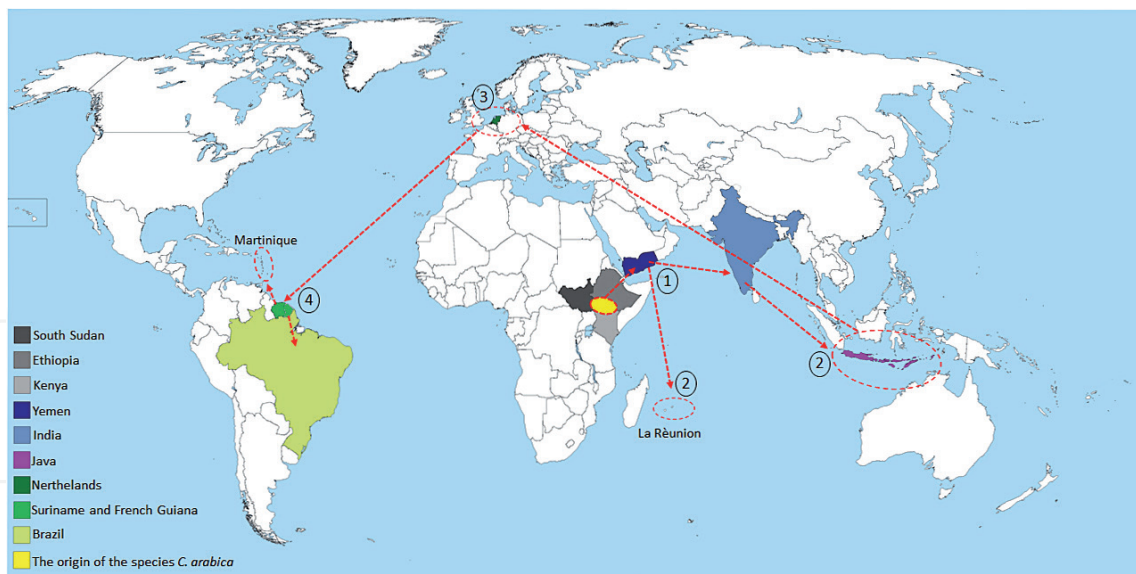 3
Martinique
4
1
2
2
La Rèunion
South Sudan
Ethiopia
Kenya
Yemen
India
Java
Nerthelands
Suriname and French Guiana
Brazil
The origin of the species C. arabica